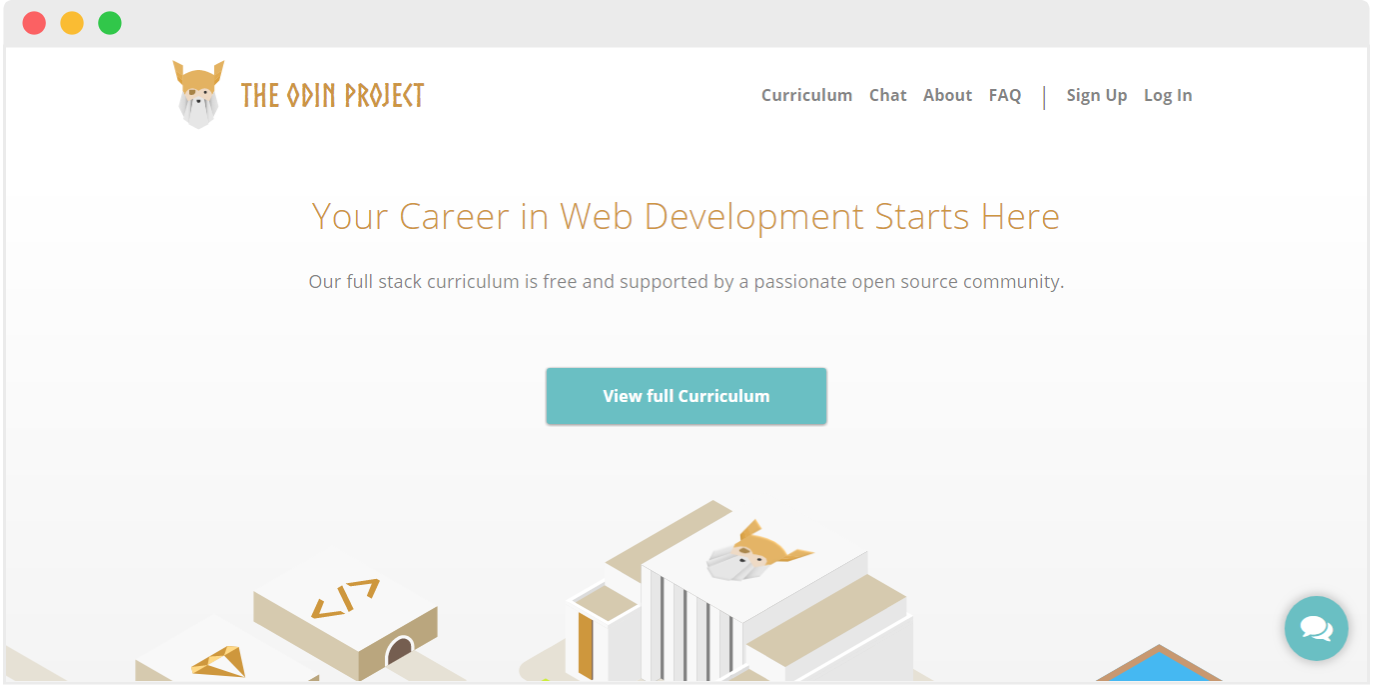 THE ODIN PROJECT
Curriculum Chat About FAQ | Sign Up Log In
Your Career in Web Development Starts Here
Our full stack curriculum is free and supported by a passionate open source community.
View full Curriculum
</>